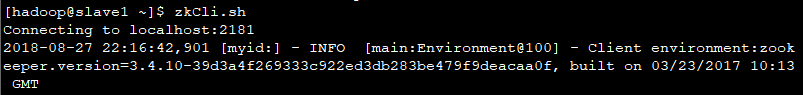 [hadoop@slave1 ~]$ zkCli.sh
Connecting to localhost:2181
2018-08-27 22:16:42,901 [myid:] - INFO  [main:Environment@100] - Client environment:zook
eeper.version=3.4.10-39d3a4f269333c922ed3db283be479f9deacaa0f, built on 03/23/2017 10:13
 GMT